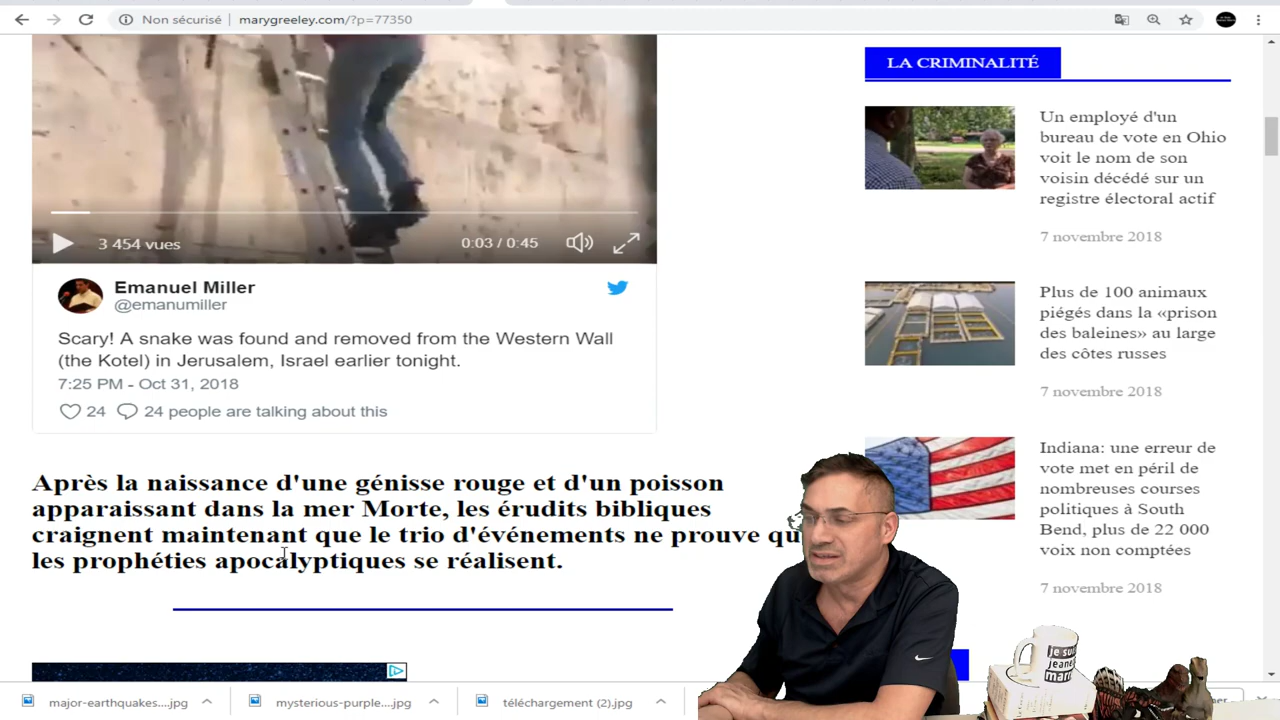 Non sécurisé
marygreeley.com/?p=77350
3 454 vues
0:03 / 0:45
Emanuel Miller
@emanumiller
Scary! A snake was found and removed from the Western Wall
(the Kotel) in Jerusalem, Israel earlier tonight.
7:25 PM - Oct 31, 2018
24
24 people are talking about this
Après la naissance d'une génisse rouge et d'un poisson
apparaissant dans la mer Morte, les érudits bibliques
craignent maintenant que le trio d'événements ne prouve qu
les prophéties apocalyptiques se réalisent.
LA CRIMINALITÉ
Un employé d'un
bureau de vote en Ohio
voit le nom de son
voisin décédé sur un
registre électoral actif
7 novembre 2018
Plus de 100 animaux
piégés dans la «prison
des baleines» au large
des côtes russes
7 novembre 2018
Indiana: une erreur de
vote met en péril de
nombreuses courses
politiques à South
Bend, plus de 22 000
voix non comptées
7 novembre 2018
je
jean
mar
major-earthquakes....jpg
mysterious-purple....jpg
téléchargement (2).jpg